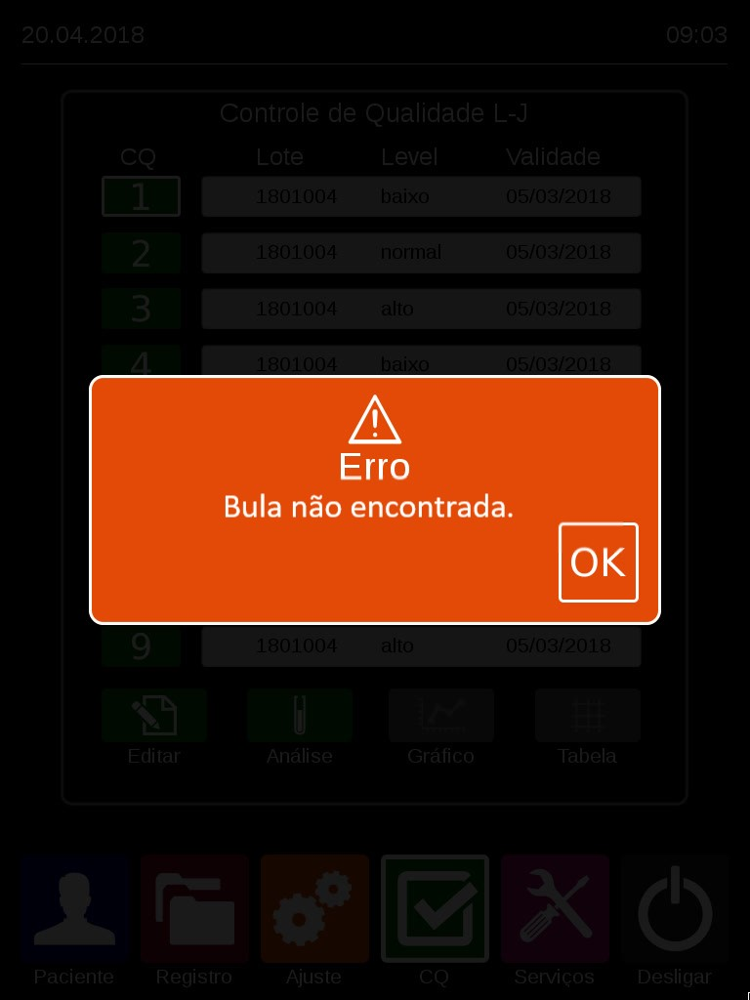 20.04.2018 09:03
Controle de Qualidade L-J
CQ Lote Level Validade
1 1801004 baixo 05/03/2018
2 1801004 normal 05/03/2018
3 1801004 alto 05/03/2018
4 1801004 baixo 05/03/2018
Erro
Bula não encontrada.
OK
9 1801004 alto 05/03/2018
Editar Análise Gráfico Tabela
Paciente Registro Ajuste CQ Serviços Desligar